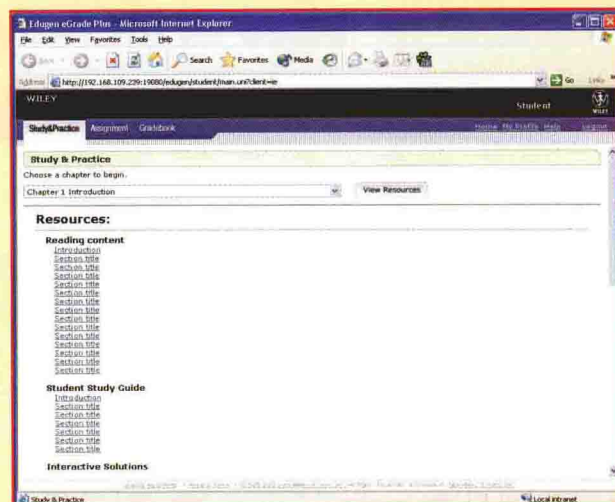 Edugen eGrade Plus - Microsoft Internet Explorer
File Edit View Favorites Tools Help
Search Favorites Media
Address http://192.168.109.239:19080/edugen/student/main.uni?client=ie Go Links
WILEY
Student
WILEY
Study&Practice Assignment Gradebook Home My Profile Help Logout
Study & Practice
Choose a chapter to begin.
Chapter 1 Introduction View Resources
Resources:
Reading content
Introduction
Section title
Section title
Section title
Section title
Section title
Section title
Section title
Section title
Section title
Section title
Section title
Section title
Section title
Student Study Guide
Introduction
Section title
Section title
Section title
Section title
Section title
Section title
Interactive Solutions
Study & Practice Local intranet